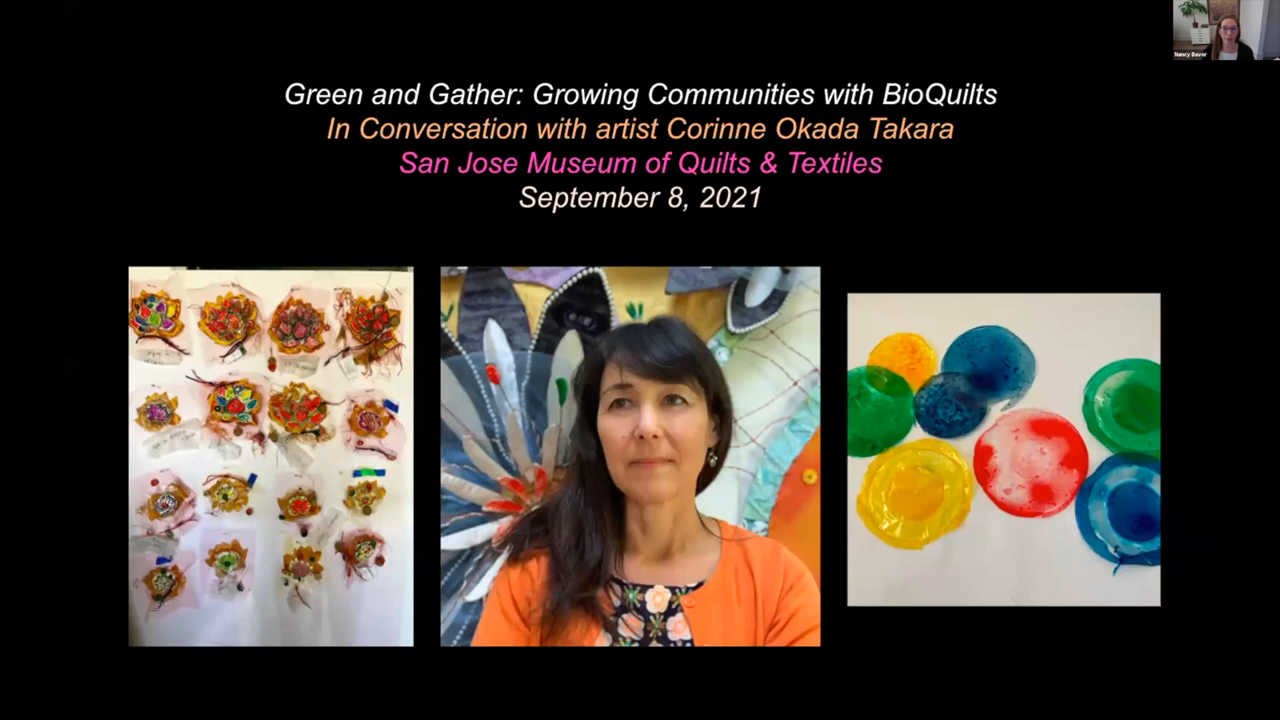 Green and Gather: Growing Communities with BioQuilts
In Conversation with artist Corinne Okada Takara
San Jose Museum of Quilts & Textiles
September 8, 2021
Nancy Bavor